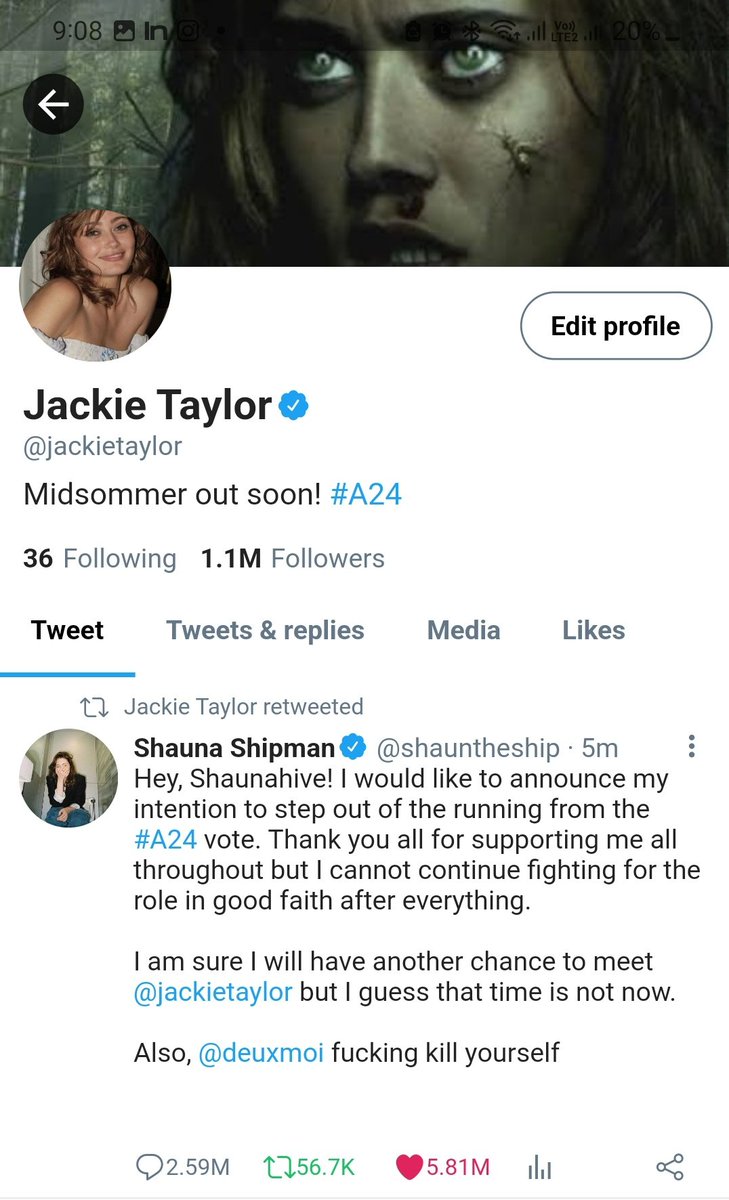 9:08 In Vo) LTE2 20%
Edit profile
Jackie Taylor
@jackietaylor
Midsommer out soon! #A24
36 Following 1.1M Followers
Tweet Tweets & replies Media Likes
Jackie Taylor retweeted
Shauna Shipman @shauntheship · 5m
Hey, Shaunahive! I would like to announce my
intention to step out of the running from the
#A24 vote. Thank you all for supporting me all
throughout but I cannot continue fighting for the
role in good faith after everything.
I am sure I will have another chance to meet
@jackietaylor but I guess that time is not now.
Also, @deuxmoi fucking kill yourself
2.59M 56.7K 5.81M